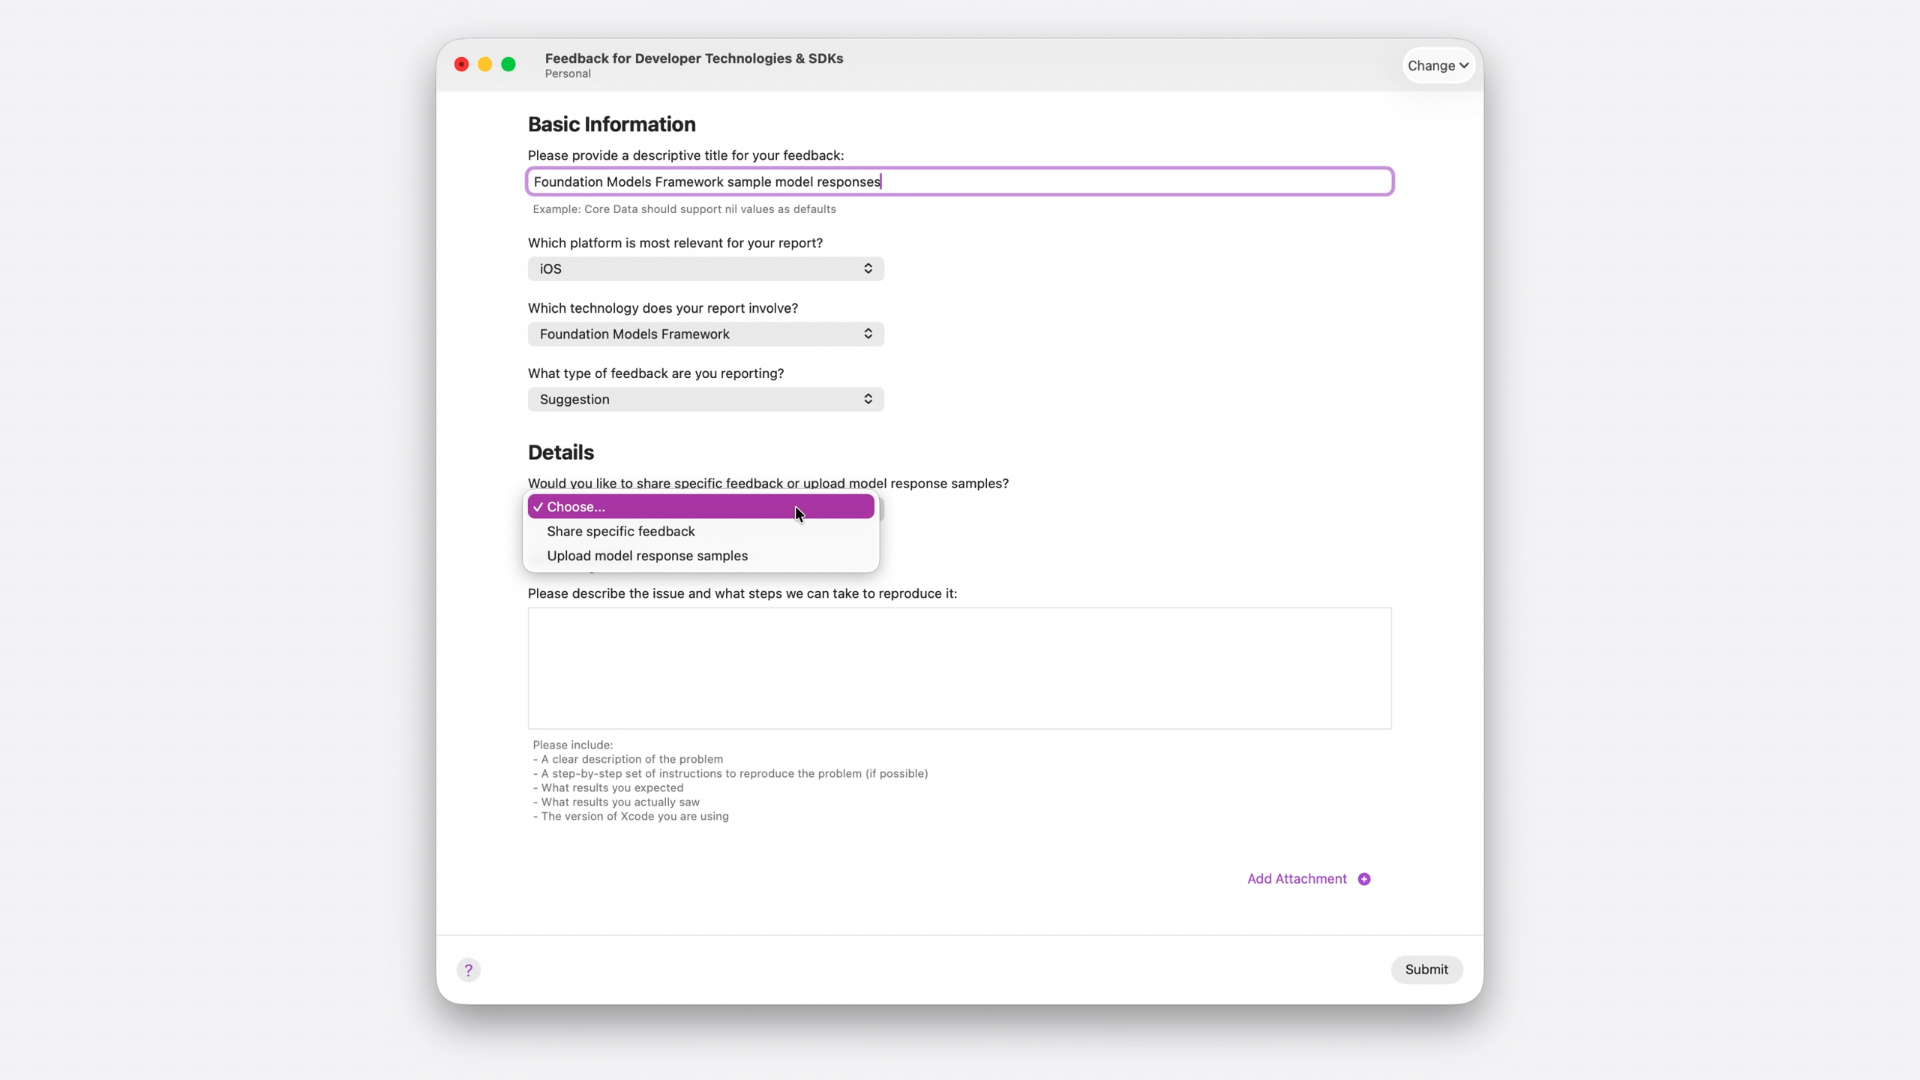 Feedback for Developer Technologies & SDKs
Personal
Change
Basic Information
Please provide a descriptive title for your feedback:
Foundation Models Framework sample model responses
Example: Core Data should support nil values as defaults
Which platform is most relevant for your report?
iOS
Which technology does your report involve?
Foundation Models Framework
What type of feedback are you reporting?
Suggestion
Details
Would you like to share specific feedback or upload model response samples?
✓ Choose...
Share specific feedback
Upload model response samples
Please describe the issue and what steps we can take to reproduce it:
Please include:
- A clear description of the problem
- A step-by-step set of instructions to reproduce the problem (if possible)
- What results you expected
- What results you actually saw
- The version of Xcode you are using
Add Attachment
?
Submit